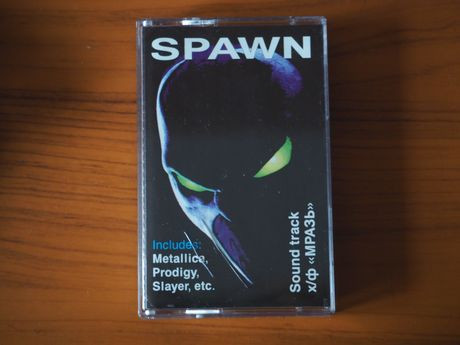 SPAWN
Includes:
Metallica,
Prodigy,
Slayer, etc.
Sound track
х/ф «МРАЗЬ»